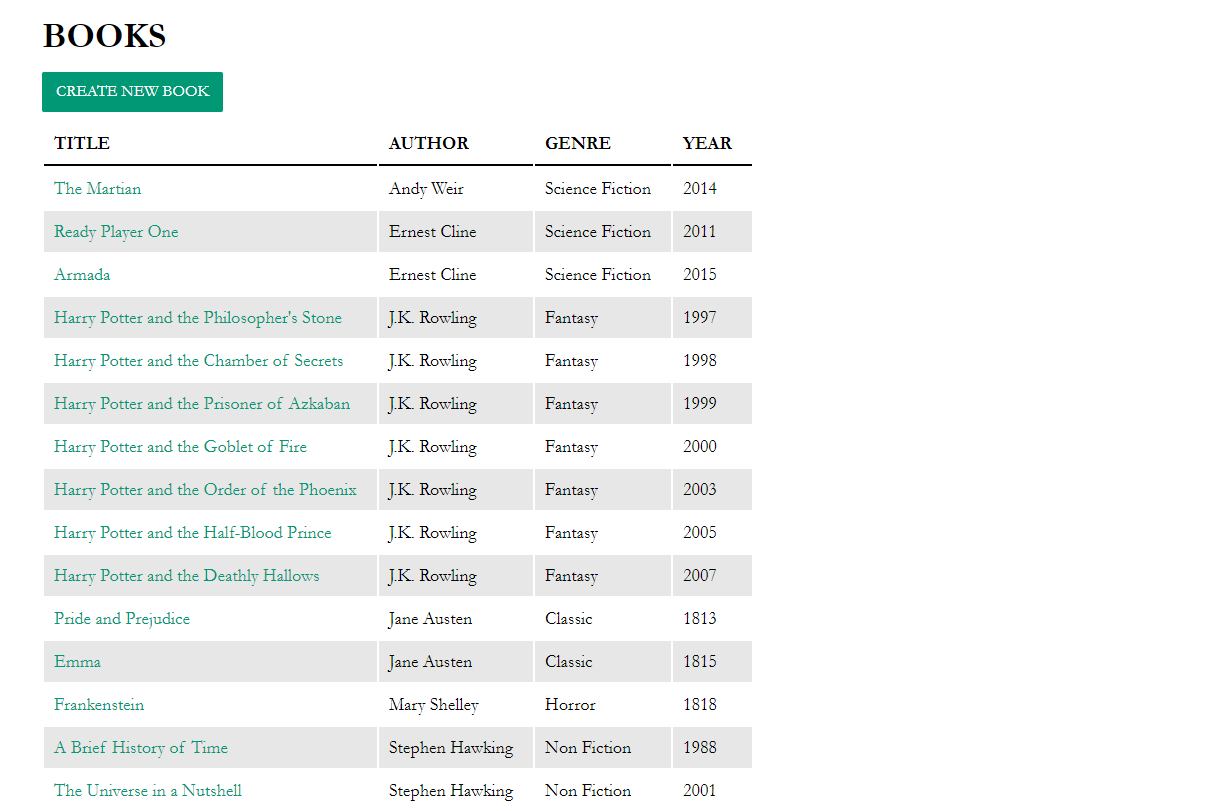 BOOKS
CREATE NEW BOOK
TITLE AUTHOR GENRE YEAR
The Martian Andy Weir Science Fiction 2014
Ready Player One Ernest Cline Science Fiction 2011
Armada Ernest Cline Science Fiction 2015
Harry Potter and the Philosopher's Stone J.K. Rowling Fantasy 1997
Harry Potter and the Chamber of Secrets J.K. Rowling Fantasy 1998
Harry Potter and the Prisoner of Azkaban J.K. Rowling Fantasy 1999
Harry Potter and the Goblet of Fire J.K. Rowling Fantasy 2000
Harry Potter and the Order of the Phoenix J.K. Rowling Fantasy 2003
Harry Potter and the Half-Blood Prince J.K. Rowling Fantasy 2005
Harry Potter and the Deathly Hallows J.K. Rowling Fantasy 2007
Pride and Prejudice Jane Austen Classic 1813
Emma Jane Austen Classic 1815
Frankenstein Mary Shelley Horror 1818
A Brief History of Time Stephen Hawking Non Fiction 1988
The Universe in a Nutshell Stephen Hawking Non Fiction 2001